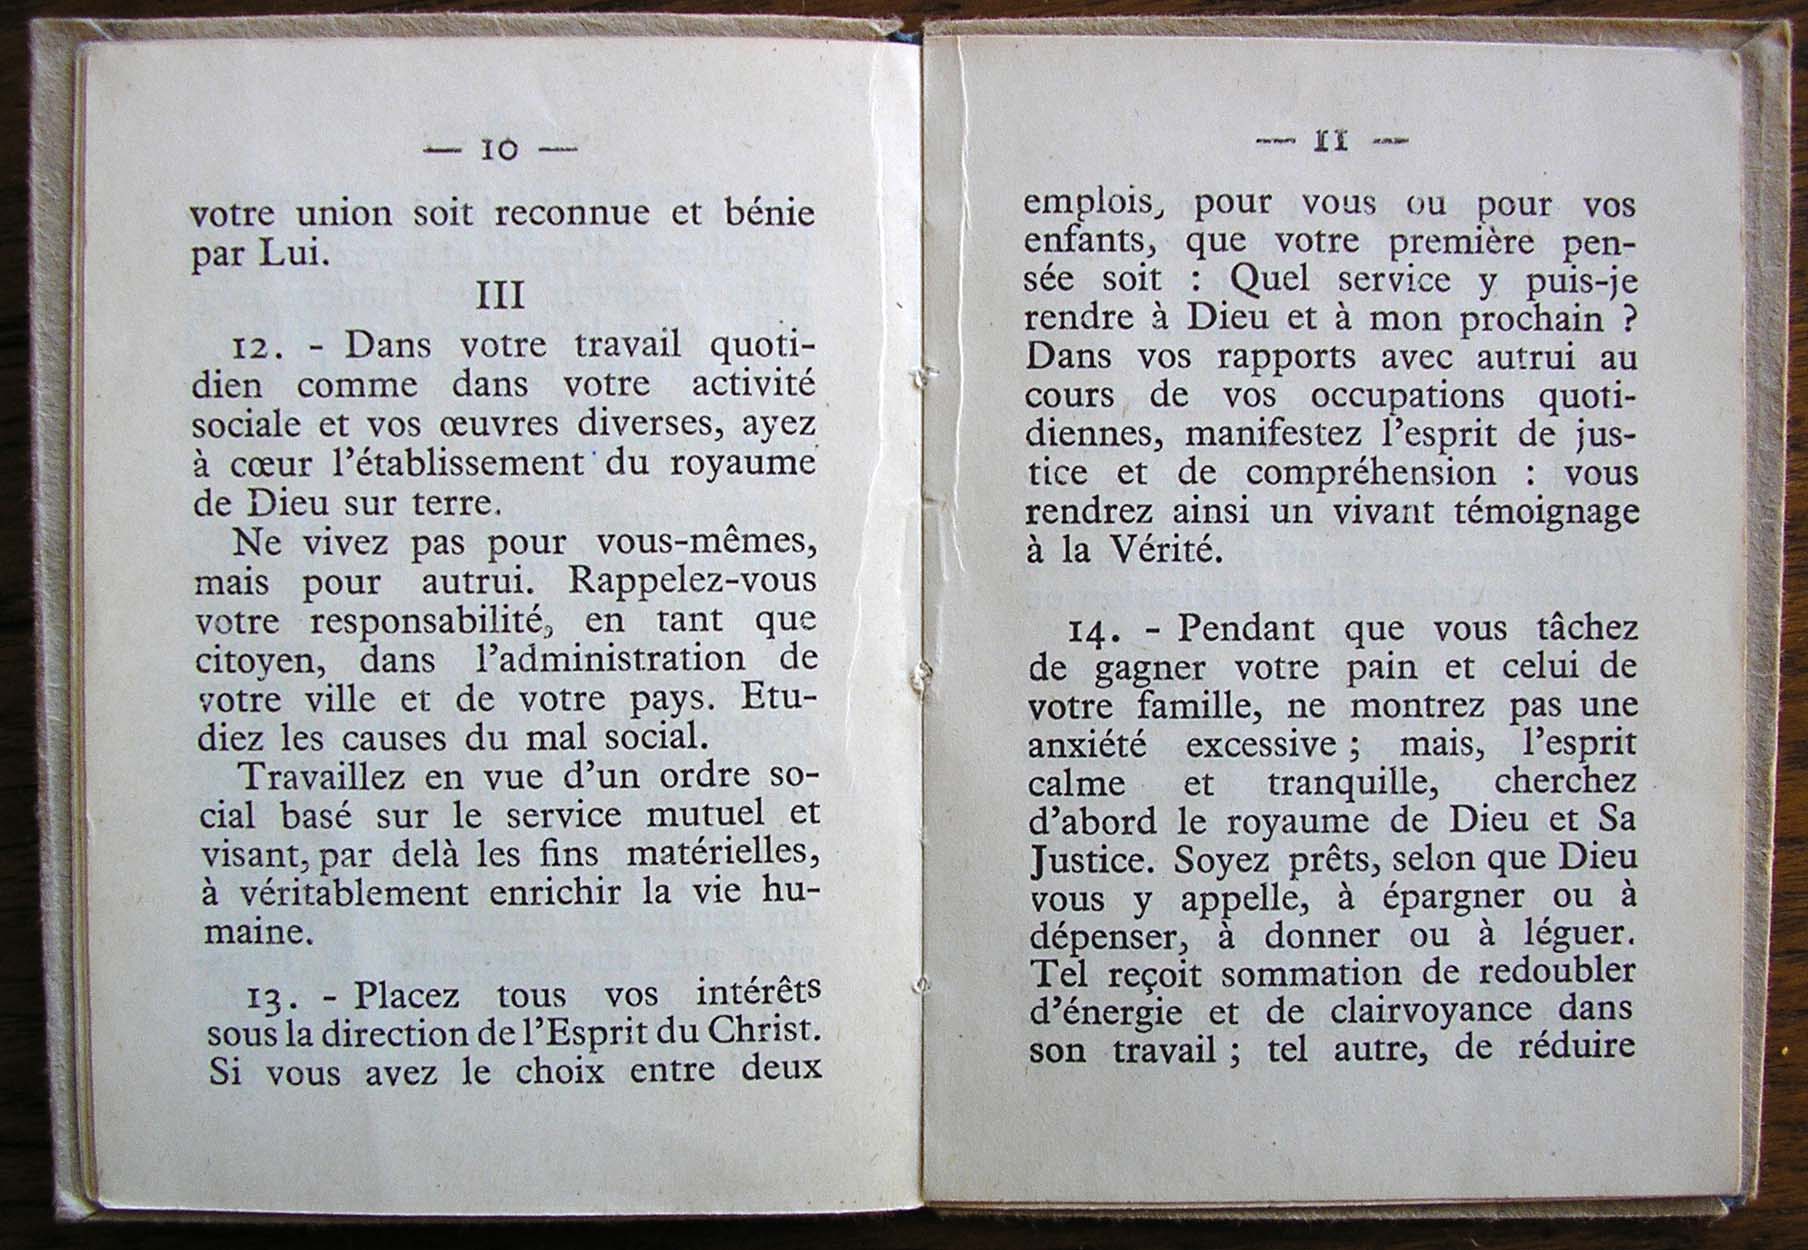 — 10 —
votre union soit reconnue et bénie
par Lui.
III
12. - Dans votre travail quoti-
dien comme dans votre activité
sociale et vos œuvres diverses, ayez
à cœur l'établissement du royaume
de Dieu sur terre.
Ne vivez pas pour vous-mêmes,
mais pour autrui. Rappelez-vous
votre responsabilité, en tant que
citoyen, dans l'administration de
votre ville et de votre pays. Etu-
diez les causes du mal social.
Travaillez en vue d'un ordre so-
cial basé sur le service mutuel et
visant, par delà les fins matérielles,
à véritablement enrichir la vie hu-
maine.
13. - Placez tous vos intérêts
sous la direction de l'Esprit du Christ.
Si vous avez le choix entre deux
— 11 —
emplois, pour vous ou pour vos
enfants, que votre première pen-
sée soit : Quel service y puis-je
rendre à Dieu et à mon prochain ?
Dans vos rapports avec autrui au
cours de vos occupations quoti-
diennes, manifestez l'esprit de jus-
tice et de compréhension : vous
rendrez ainsi un vivant témoignage
à la Vérité.
14. - Pendant que vous tâchez
de gagner votre pain et celui de
votre famille, ne montrez pas une
anxiété excessive ; mais, l'esprit
calme et tranquille, cherchez
d'abord le royaume de Dieu et Sa
Justice. Soyez prêts, selon que Dieu
vous y appelle, à épargner ou à
dépenser, à donner ou à léguer.
Tel reçoit sommation de redoubler
d'énergie et de clairvoyance dans
son travail ; tel autre, de réduire